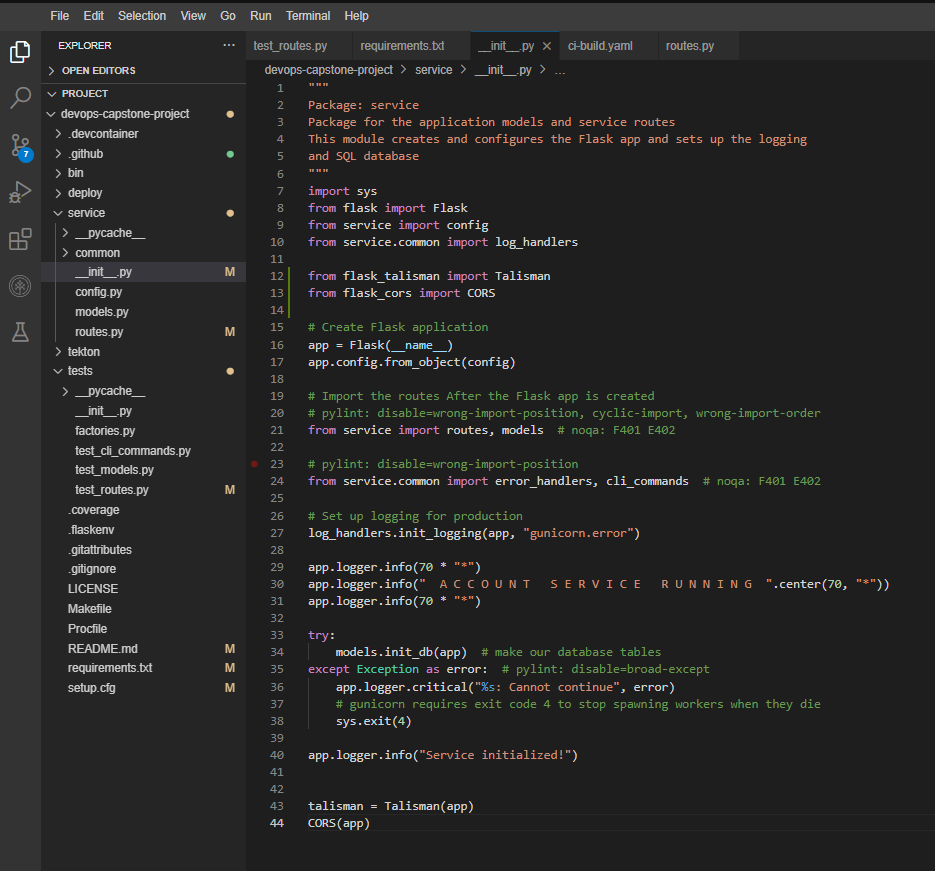 File Edit Selection View Go Run Terminal Help
EXPLORER ...
OPEN EDITORS
PROJECT
devops-capstone-project
.devcontainer
.github
bin
deploy
service
__pycache__
common
__init__.py M
config.py
models.py
routes.py M
tekton
tests
__pycache__
__init__.py
factories.py
test_cli_commands.py
test_models.py
test_routes.py M
.coverage
.flaskenv
.gitattributes
.gitignore
LICENSE
Makefile
Procfile
README.md M
requirements.txt M
setup.cfg M
7
test_routes.py requirements.txt __init__.py × ci-build.yaml routes.py
devops-capstone-project > service > __init__.py > ...
1 """
2 Package: service
3 Package for the application models and service routes
4 This module creates and configures the Flask app and sets up the logging
5 and SQL database
6 """
7 import sys
8 from flask import Flask
9 from service import config
10 from service.common import log_handlers
11
12 from flask_talisman import Talisman
13 from flask_cors import CORS
14
15 # Create Flask application
16 app = Flask(__name__)
17 app.config.from_object(config)
18
19 # Import the routes After the Flask app is created
20 # pylint: disable=wrong-import-position, cyclic-import, wrong-import-order
21 from service import routes, models  # noqa: F401 E402
22
23 # pylint: disable=wrong-import-position
24 from service.common import error_handlers, cli_commands  # noqa: F401 E402
25
26 # Set up logging for production
27 log_handlers.init_logging(app, "gunicorn.error")
28
29 app.logger.info(70 * "*")
30 app.logger.info("  A C C O U N T   S E R V I C E   R U N N I N G  ".center(70, "*"))
31 app.logger.info(70 * "*")
32
33 try:
34     models.init_db(app)  # make our database tables
35 except Exception as error:  # pylint: disable=broad-except
36     app.logger.critical("%s: Cannot continue", error)
37     # gunicorn requires exit code 4 to stop spawning workers when they die
38     sys.exit(4)
39
40 app.logger.info("Service initialized!")
41
42
43 talisman = Talisman(app)
44 CORS(app)